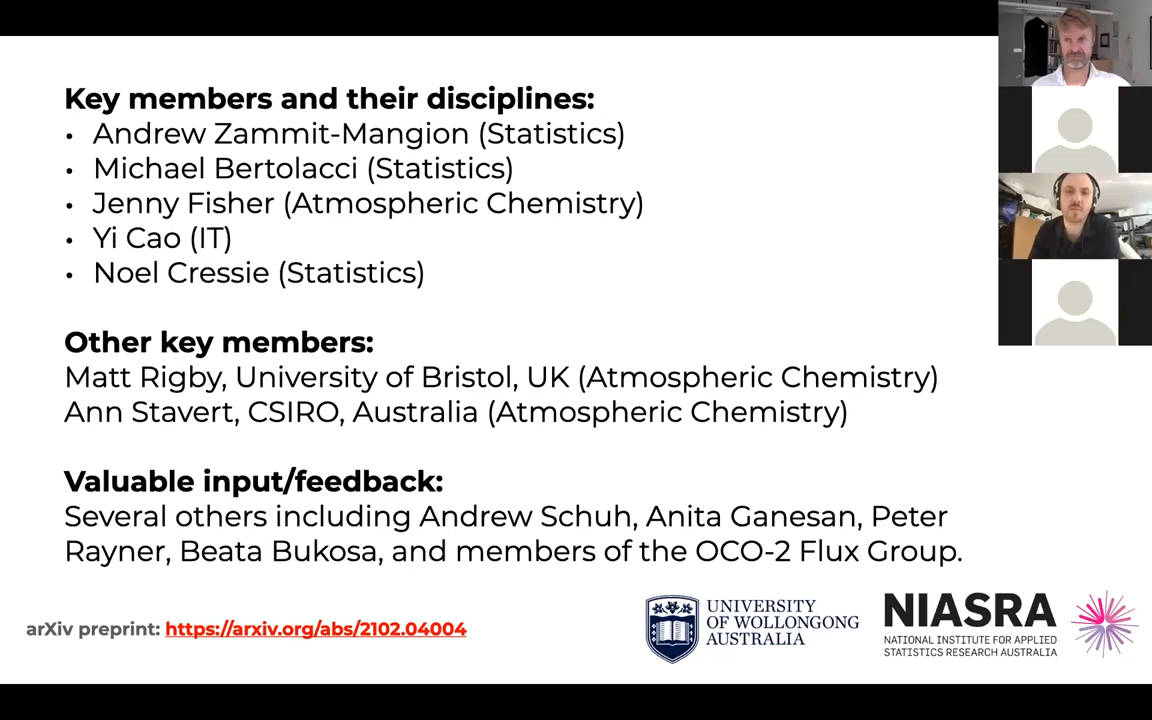 Key members and their disciplines:
• Andrew Zammit-Mangion (Statistics)
• Michael Bertolacci (Statistics)
• Jenny Fisher (Atmospheric Chemistry)
• Yi Cao (IT)
• Noel Cressie (Statistics)
Other key members:
Matt Rigby, University of Bristol, UK (Atmospheric Chemistry)
Ann Stavert, CSIRO, Australia (Atmospheric Chemistry)
Valuable input/feedback:
Several others including Andrew Schuh, Anita Ganesan, Peter
Rayner, Beata Bukosa, and members of the OCO-2 Flux Group.
arXiv preprint: https://arxiv.org/abs/2102.04004
UNIVERSITY
OF WOLLONGONG
AUSTRALIA
NIASRA
NATIONAL INSTITUTE FOR APPLIED
STATISTICS RESEARCH AUSTRALIA